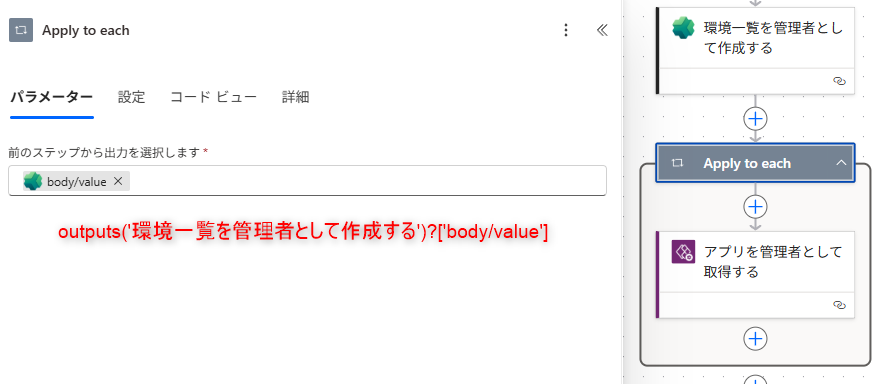 Apply to each
パラメーター 設定 コード ビュー 詳細
前のステップから出力を選択します *
body/value ×
outputs('環境一覧を管理者として作成する')?['body/value']
環境一覧を管理者とし
て作成する
Apply to each
アプリを管理者として
取得する